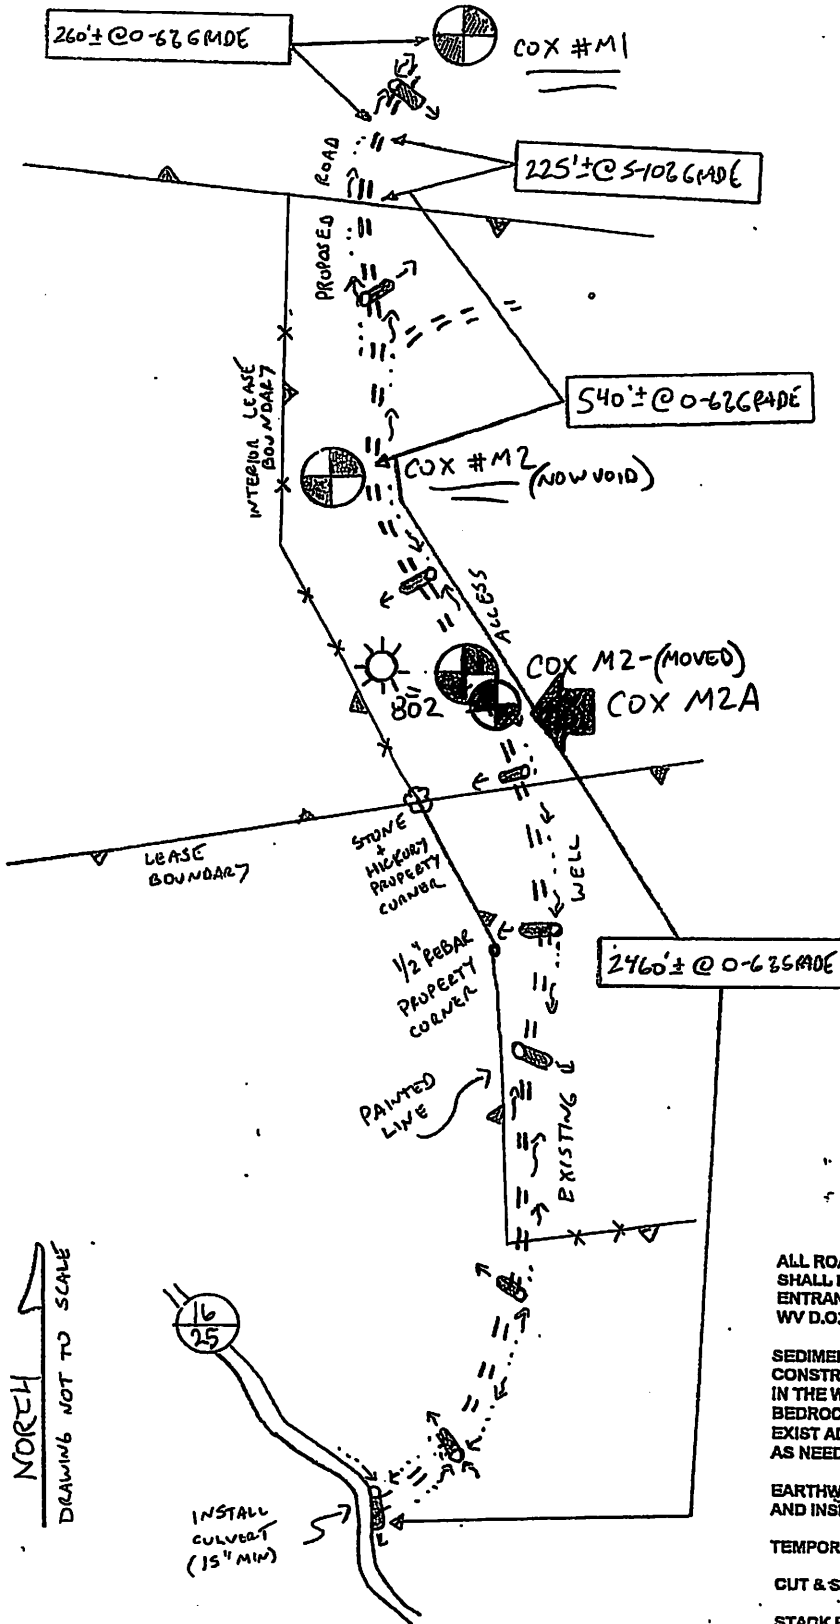 260'± @ 0-6% GRADE
COX #M1
ROAD
225'± @ 5-10% GRADE
PROPOSED
INTERIOR LEASE
BOUNDARY
540'± @ 0-6% GRADE
COX #M2 (NOW VOID)
ACCESS
COX M2-(MOVED)
COX M2A
802
LEASE
BOUNDARY
STONE
+
HICKORY
PROPERTY
CORNER
WELL
1/2" REBAR
PROPERTY
CORNER
2460'± @ 0-6% GRADE
PAINTED
LINE
EXISTING
NORTH
DRAWING NOT TO SCALE
16
25
INSTALL
CULVERT
(15" MIN)
ALL ROA
SHALL
ENTRAN
WV D.O
SEDIME
CONSTR
IN THE W
BEDROC
EXIST AD
AS NEED
EARTHW
AND INS
TEMPOR
CUT & S